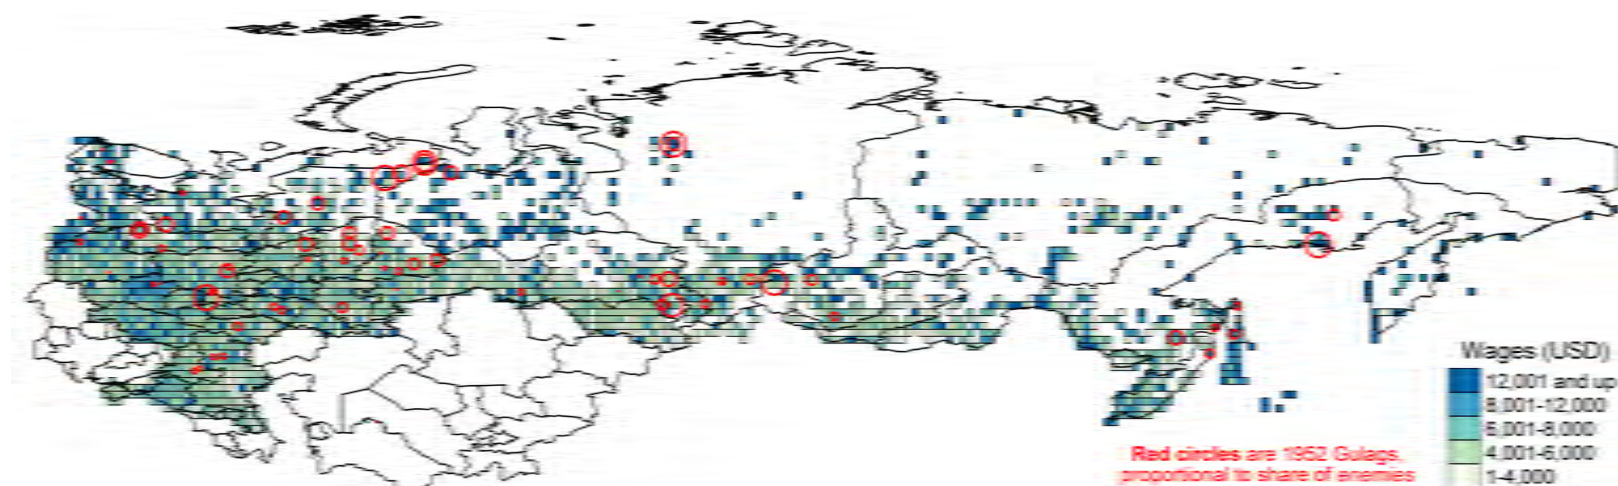 Wages (USD)
12,001 and up
8,001-12,000
6,001-8,000
4,001-6,000
1-4,000
Red circles are 1952 Gulags,
proportional to share of enemies